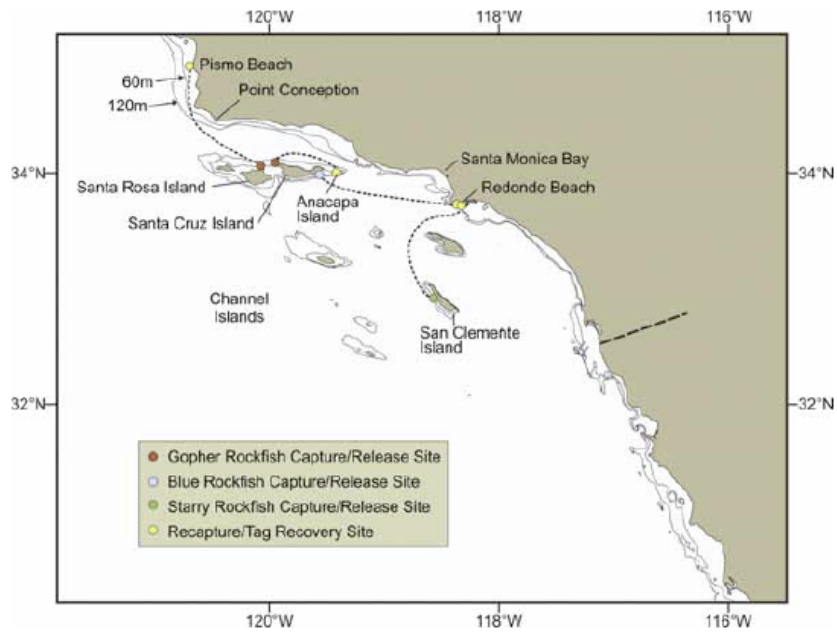 120°W
118°W
116°W
Pismo Beach
60m
Point Conception
120m
34°N
34°N
Santa Monica Bay
Redondo Beach
Santa Rosa Island
Anacapa
Island
Santa Cruz Island
Channel
Islands
San Clemente
Island
32°N
32°N
Gopher Rockfish Capture/Release Site
Blue Rockfish Capture/Release Site
Starry Rockfish Capture/Release Site
Recapture/Tag Recovery Site
120°W
118°W
116°W